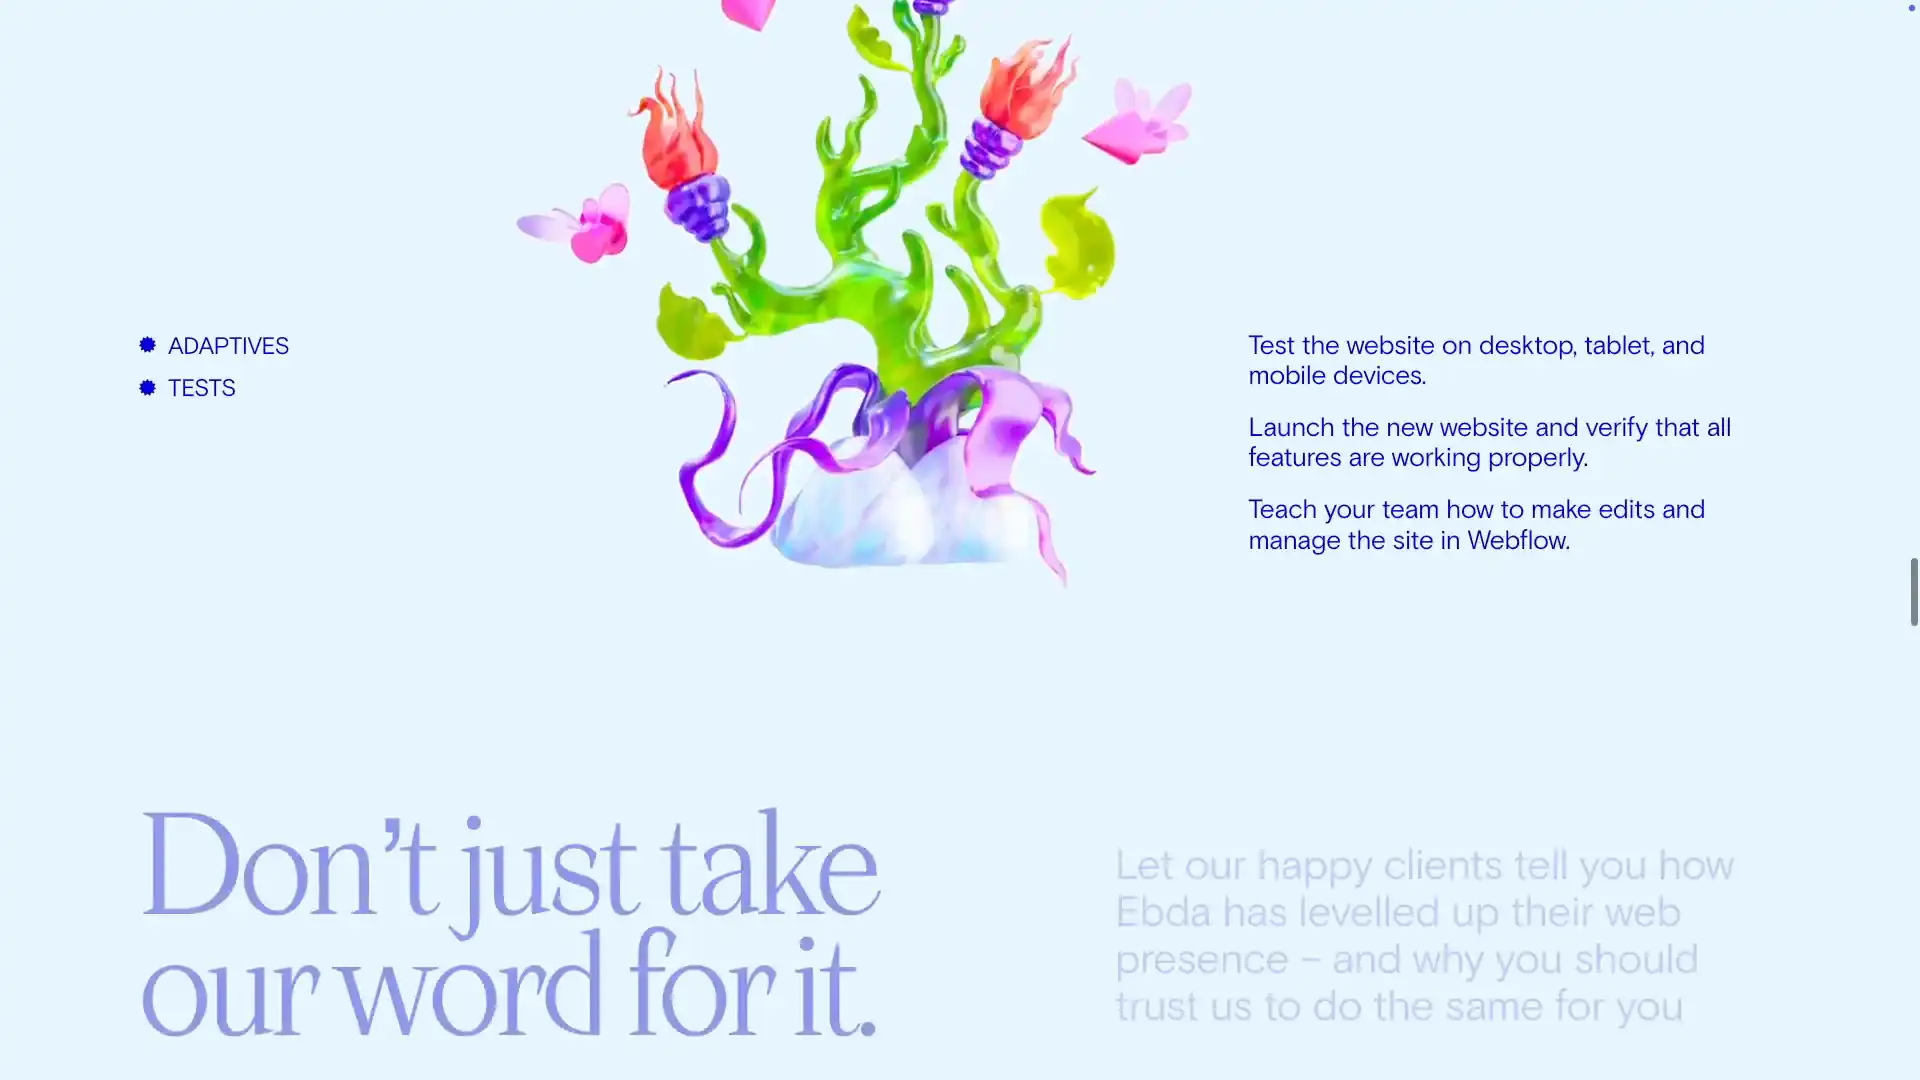 ADAPTIVES
TESTS
Test the website on desktop, tablet, and
mobile devices.
Launch the new website and verify that all
features are working properly.
Teach your team how to make edits and
manage the site in Webflow.
Don’t just take
our word for it.
Let our happy clients tell you how
Ebda has levelled up their web
presence – and why you should
trust us to do the same for you